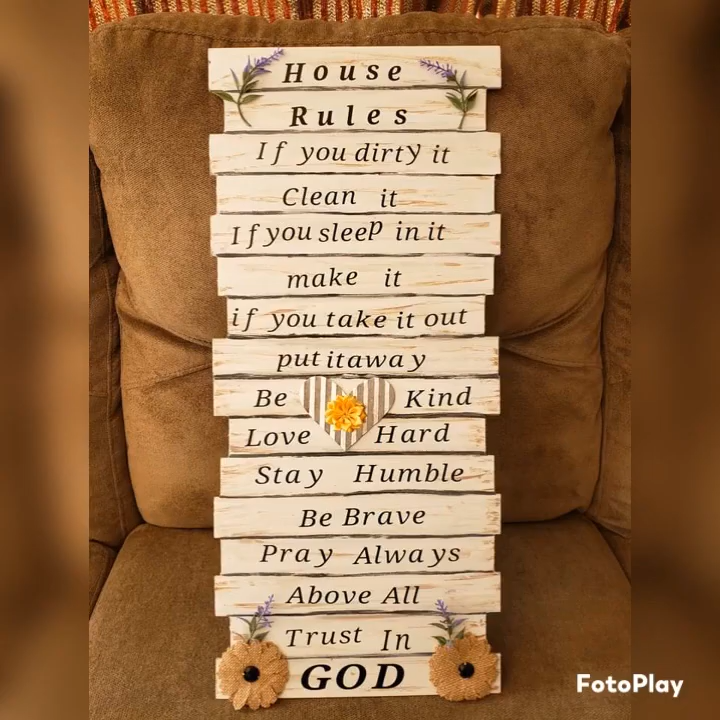 House
Rules
If you dirty it
Clean it
If you sleep in it
make it
if you take it out
put it away
Be Kind
Love Hard
Stay Humble
Be Brave
Pray Always
Above All
Trust In
GOD
FotoPlay